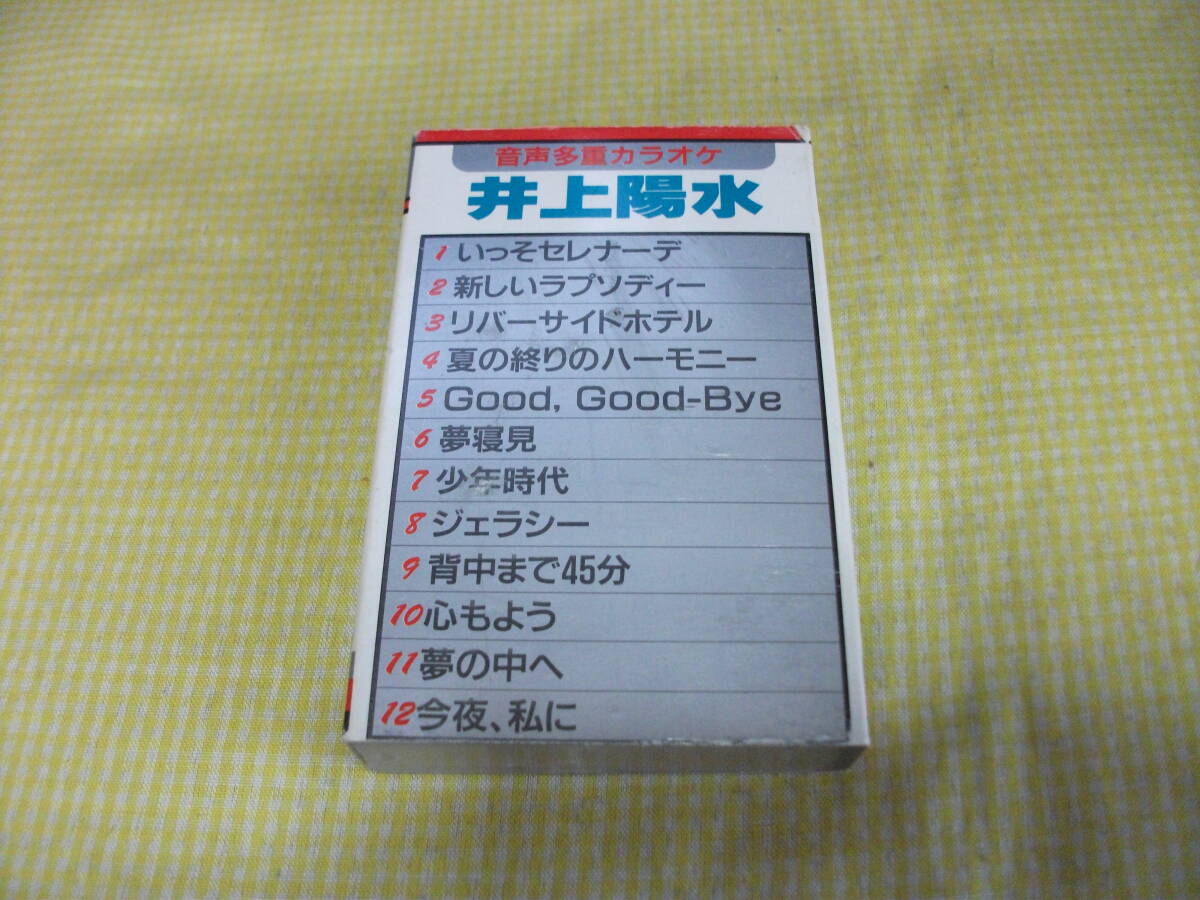 音声多重カラオケ
井上陽水
1 いっそセレナーデ
2 新しいラプソディー
3 リバーサイドホテル
4 夏の終りのハーモニー
5 Good, Good-Bye
6 夢寝見
7 少年時代
8 ジェラシー
9 背中まで45分
10 心もよう
11 夢の中へ
12 今夜、私に